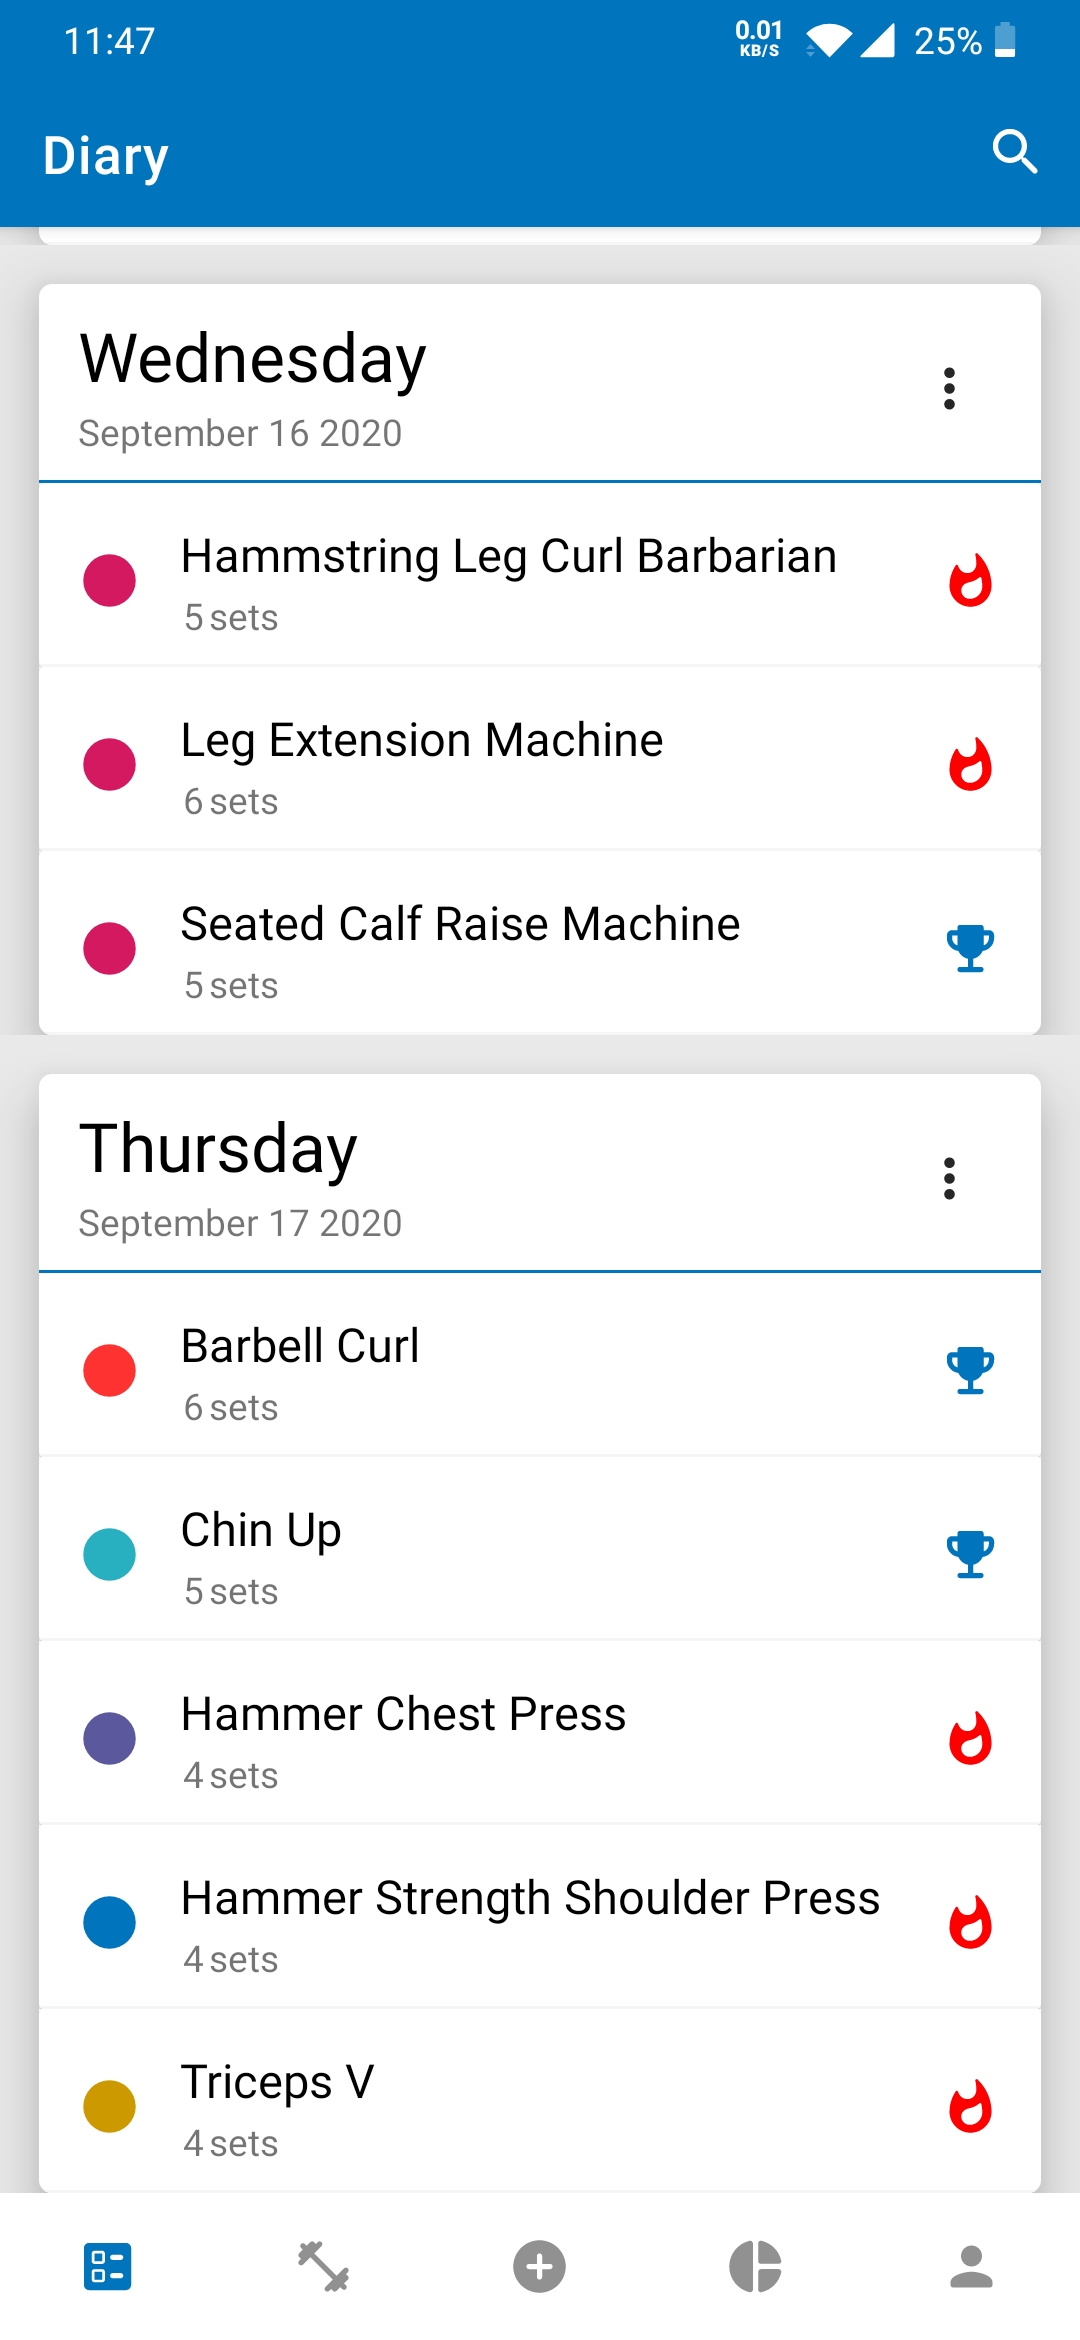 11:47
0.01
KB/S
25%
Diary
Wednesday
September 16 2020
Hammstring Leg Curl Barbarian
5 sets
Leg Extension Machine
6 sets
Seated Calf Raise Machine
5 sets
Thursday
September 17 2020
Barbell Curl
6 sets
Chin Up
5 sets
Hammer Chest Press
4 sets
Hammer Strength Shoulder Press
4 sets
Triceps V
4 sets